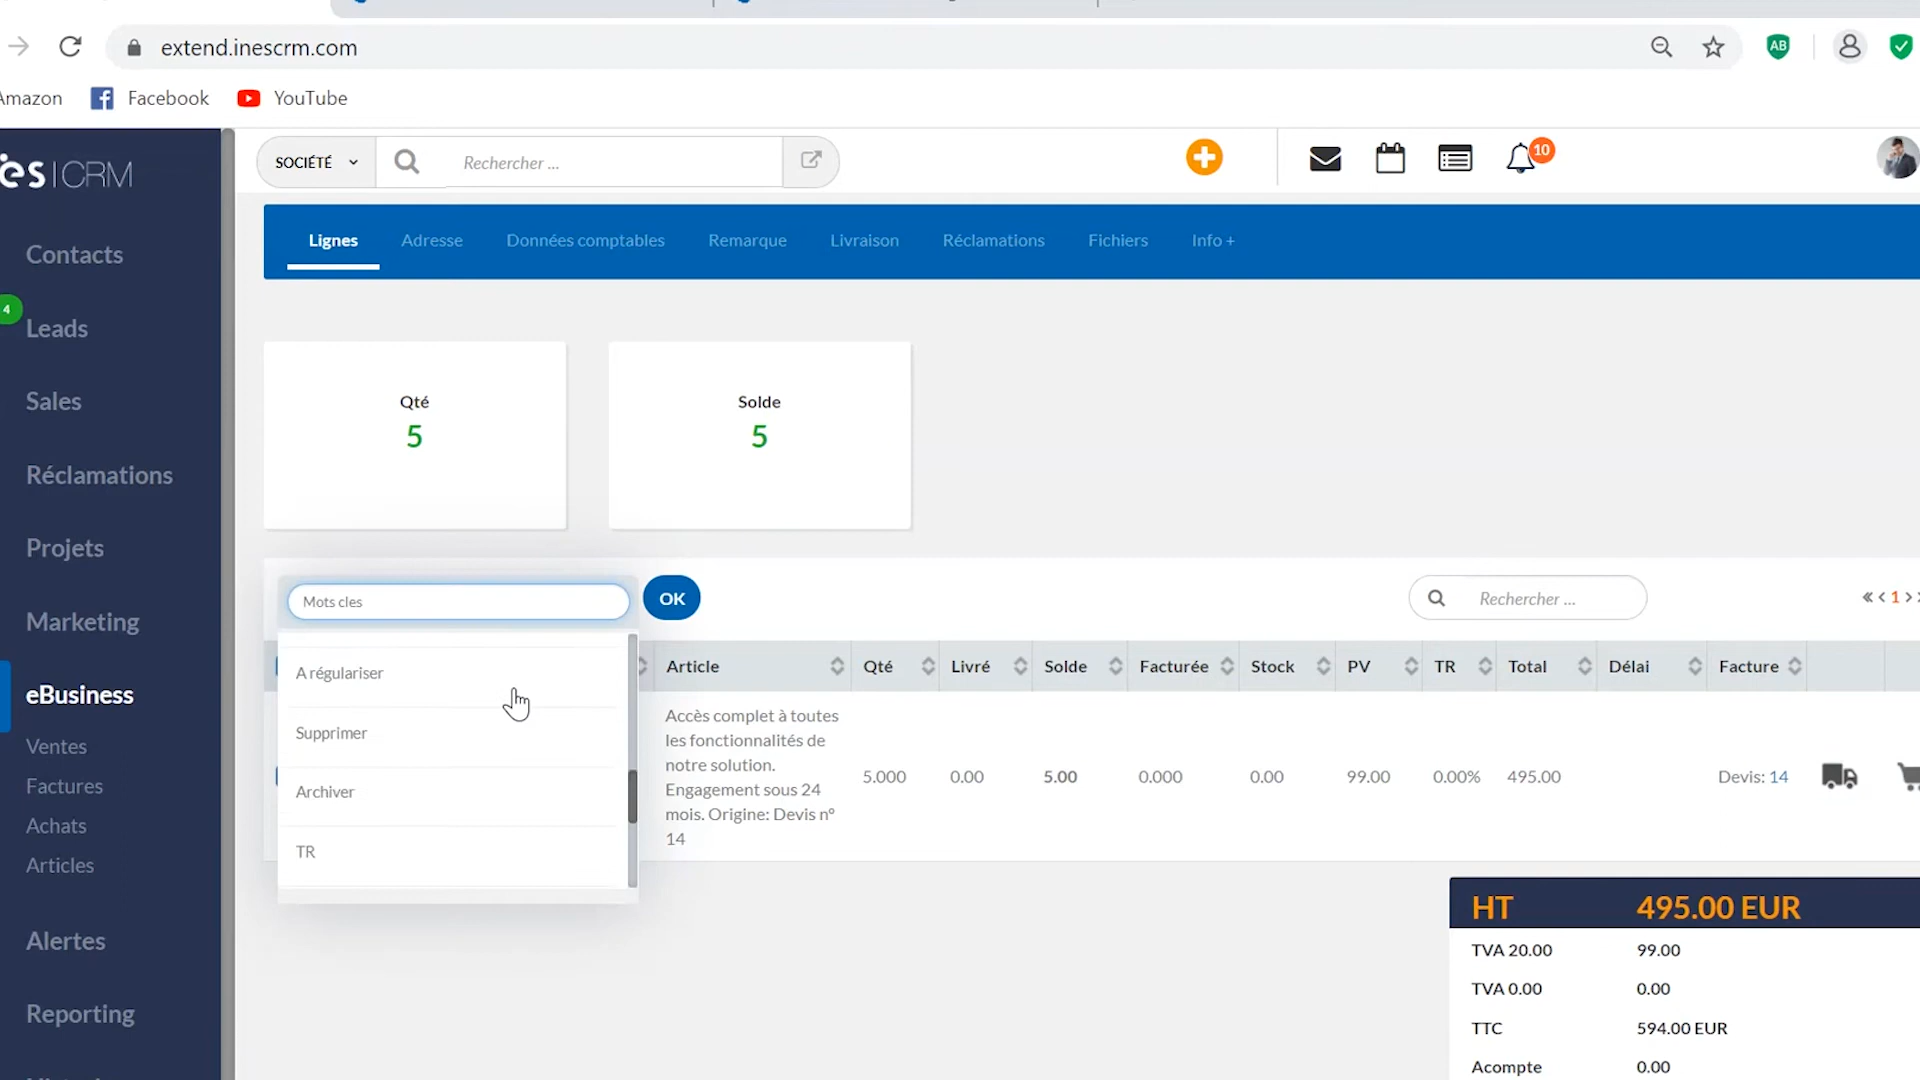 extend.inescrm.com
AB
Amazon
Facebook
YouTube
SOCIÉTÉ
Rechercher ...
10
ies|CRM
Contacts
4
Leads
Sales
Réclamations
Projets
Marketing
eBusiness
Ventes
Factures
Achats
Articles
Alertes
Reporting
Lignes
Adresse
Données comptables
Remarque
Livraison
Réclamations
Fichiers
Info +
Qté
5
Solde
5
Mots cles
OK
Rechercher ...
« < 1 >
A régulariser
Supprimer
Archiver
TR
Article
Qté
Livré
Solde
Facturée
Stock
PV
TR
Total
Délai
Facture
Accès complet à toutes
les fonctionnalités de
notre solution.
Engagement sous 24
mois. Origine: Devis n°
14
5.000
0.00
5.00
0.000
0.00
99.00
0.00%
495.00
Devis: 14
HT 495.00 EUR
TVA 20.00 99.00
TVA 0.00 0.00
TTC 594.00 EUR
Acompte 0.00